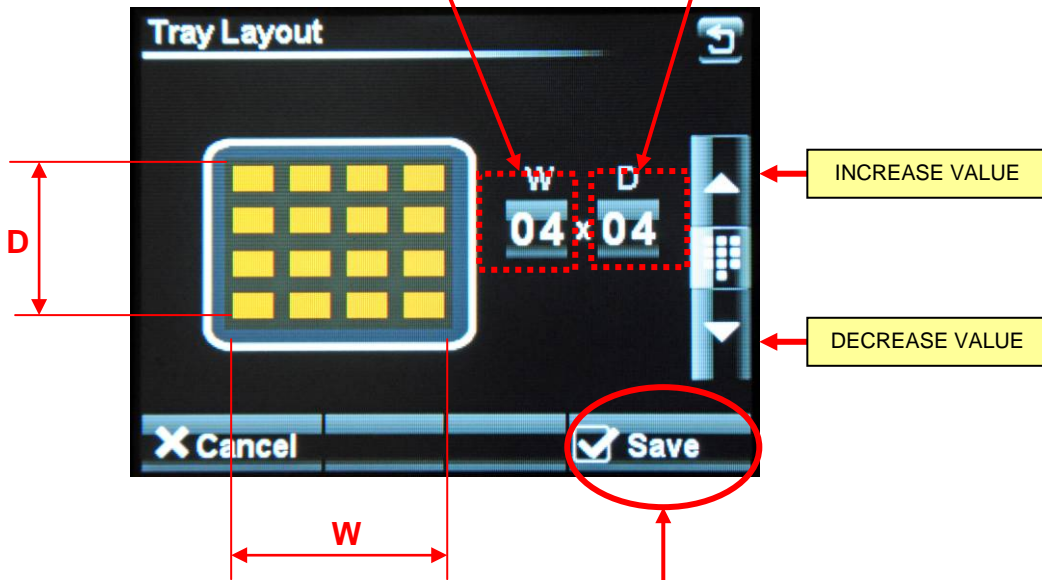 Tray Layout
W D
04 x 04
INCREASE VALUE
D
DECREASE VALUE
Cancel
Save
W